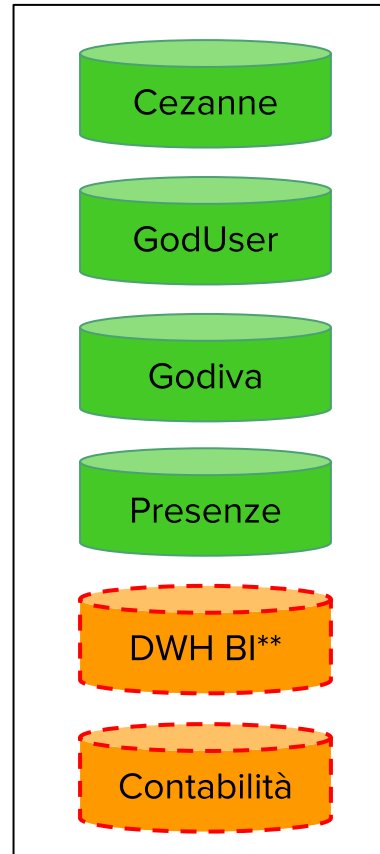 Cezanne
GodUser
Godiva
Presenze
DWH BI**
Contabilità